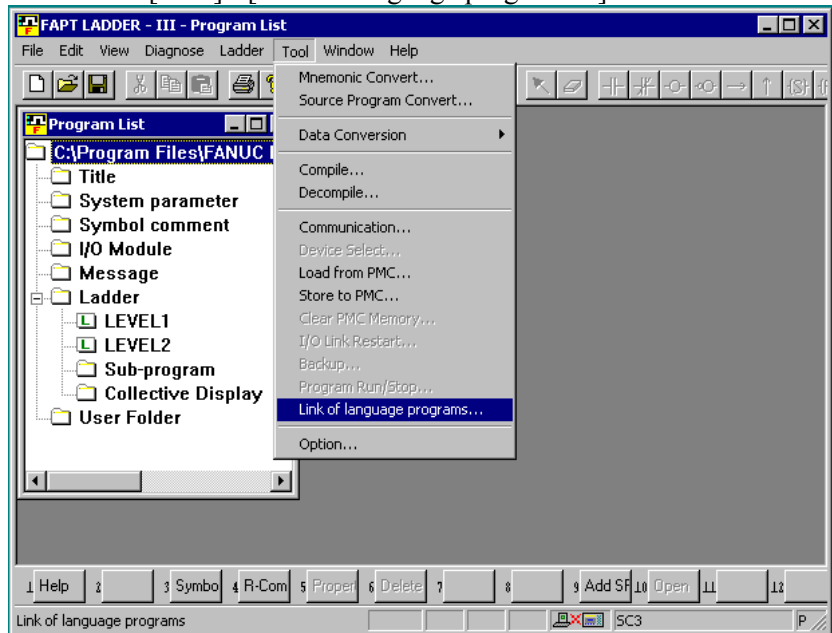 FAPT LADDER - III - Program List
File Edit View Diagnose Ladder Tool Window Help
Program List
C:\Program Files\FANUC
Title
System parameter
Symbol comment
I/O Module
Message
Ladder
L LEVEL1
L LEVEL2
Sub-program
Collective Display
User Folder
Mnemonic Convert...
Source Program Convert...
Data Conversion
Compile...
Decompile...
Communication...
Device Select...
Load from PMC...
Store to PMC...
Clear PMC Memory...
I/O Link Restart...
Backup...
Program Run/Stop...
Link of language programs...
Option...
1 Help 2 3 Symbo 4 R-Com 5 Propert 6 Delete 7 8 9 Add SF 10 Open 11 12
Link of language programs SC3 P